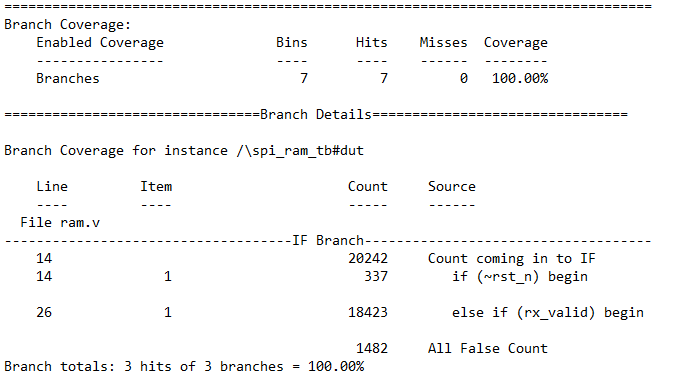 =================================================================================
Branch Coverage:
    Enabled Coverage              Bins      Hits    Misses  Coverage
    ----------------              ----      ----    ------  --------
    Branches                         7         7         0   100.00%

================================Branch Details================================

Branch Coverage for instance /\spi_ram_tb#dut

    Line         Item                      Count     Source
    ----         ----                      -----     ------
  File ram.v
------------------------------------IF Branch------------------------------------
    14                                     20242     Count coming in to IF
    14              1                        337        if (~rst_n) begin

    26              1                      18423        else if (rx_valid) begin

                                            1482     All False Count
Branch totals: 3 hits of 3 branches = 100.00%